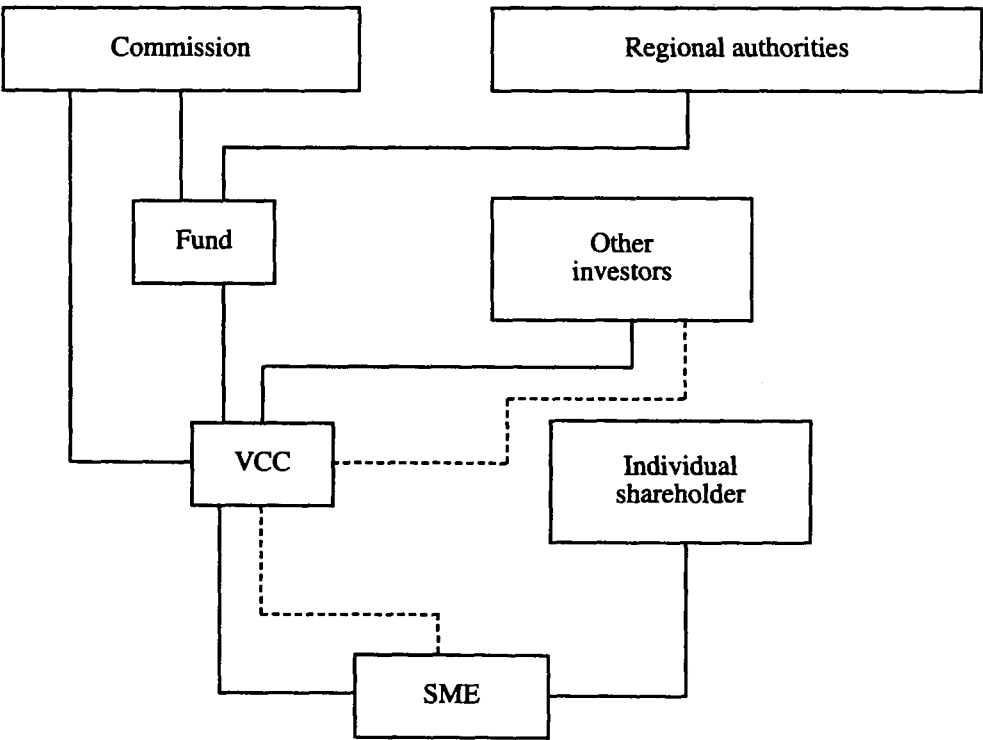 Commission
Regional authorities
Fund
Other
investors
VCC
Individual
shareholder
SME